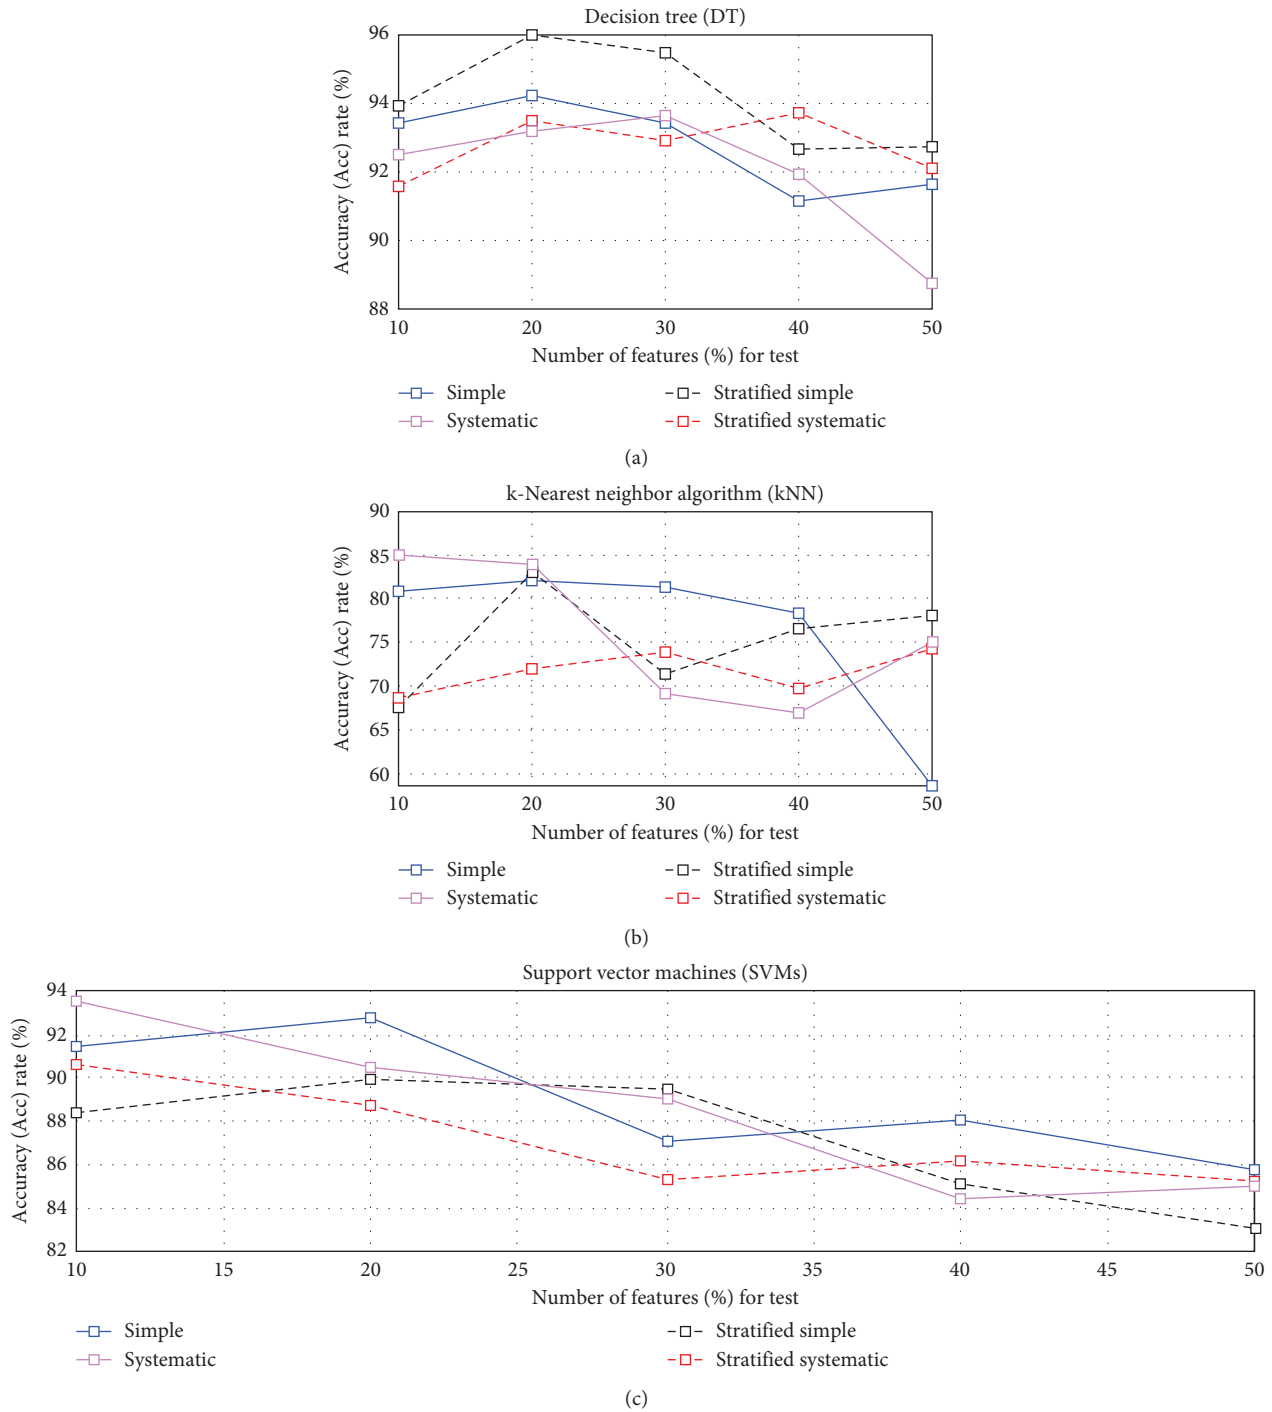 Decision tree (DT)
96
94
92
90
88
Accuracy (Acc) rate (%)
10 20 30 40 50
Number of features (%) for test
Simple Stratified simple
Systematic Stratified systematic
(a)
k-Nearest neighbor algorithm (kNN)
90
85
80
75
70
65
60
Accuracy (Acc) rate (%)
10 20 30 40 50
Number of features (%) for test
Simple Stratified simple
Systematic Stratified systematic
(b)
Support vector machines (SVMs)
94
92
90
88
86
84
82
Accuracy (Acc) rate (%)
10 15 20 25 30 35 40 45 50
Number of features (%) for test
Simple Stratified simple
Systematic Stratified systematic
(c)